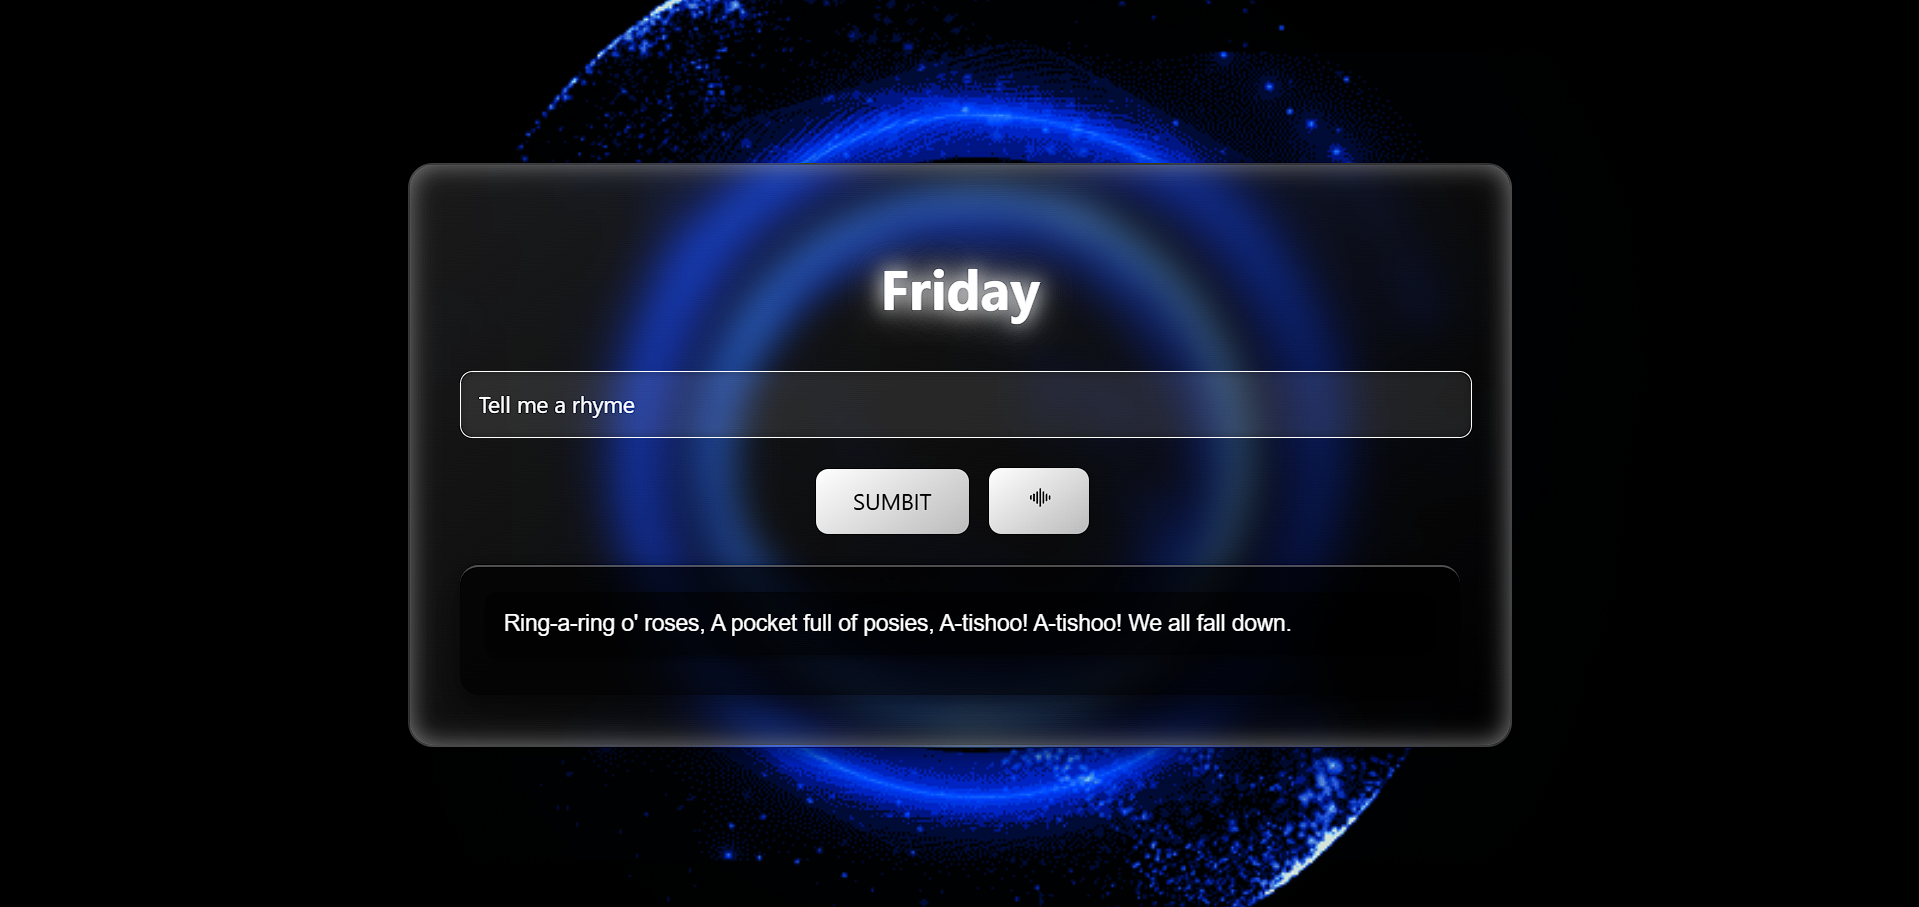 Friday
Tell me a rhyme
SUMBIT
Ring-a-ring o' roses, A pocket full of posies, A-tishoo! A-tishoo! We all fall down.